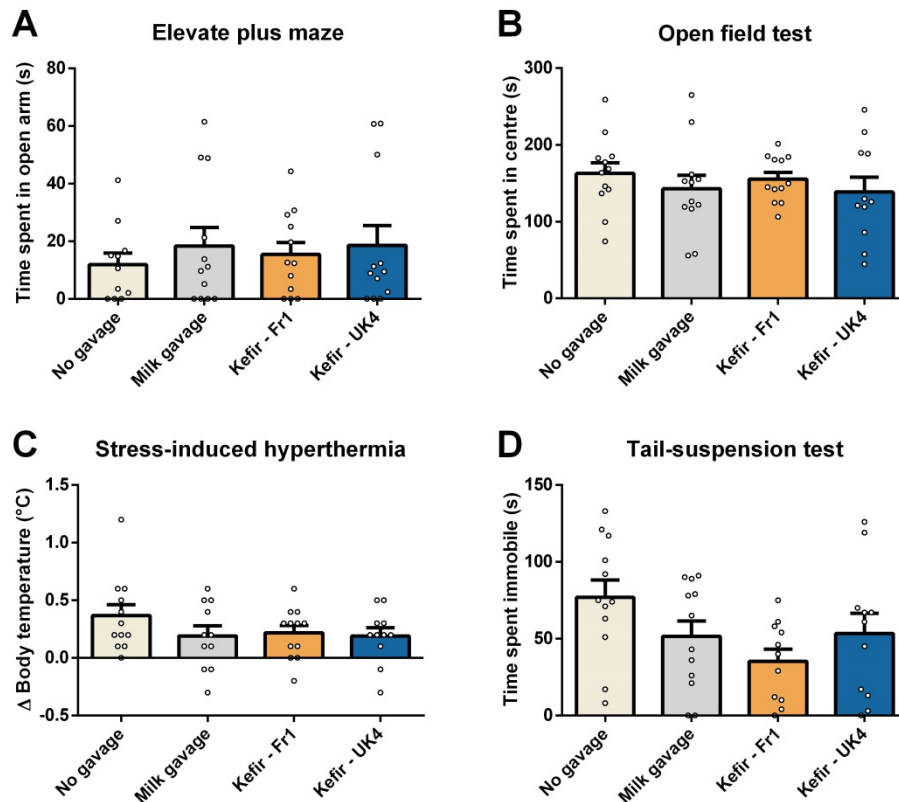 A
Elevate plus maze
Time spent in open arm (s)
80
60
40
20
0
No gavage
Milk gavage
Kefir - Fr1
Kefir - UK4
B
Open field test
Time spent in centre (s)
300
200
100
0
No gavage
Milk gavage
Kefir - Fr1
Kefir - UK4
C
Stress-induced hyperthermia
Δ Body temperature (°C)
1.5
1.0
0.5
0.0
-0.5
No gavage
Milk gavage
Kefir - Fr1
Kefir - UK4
D
Tail-suspension test
Time spent immobile (s)
150
100
50
0
No gavage
Milk gavage
Kefir - Fr1
Kefir - UK4